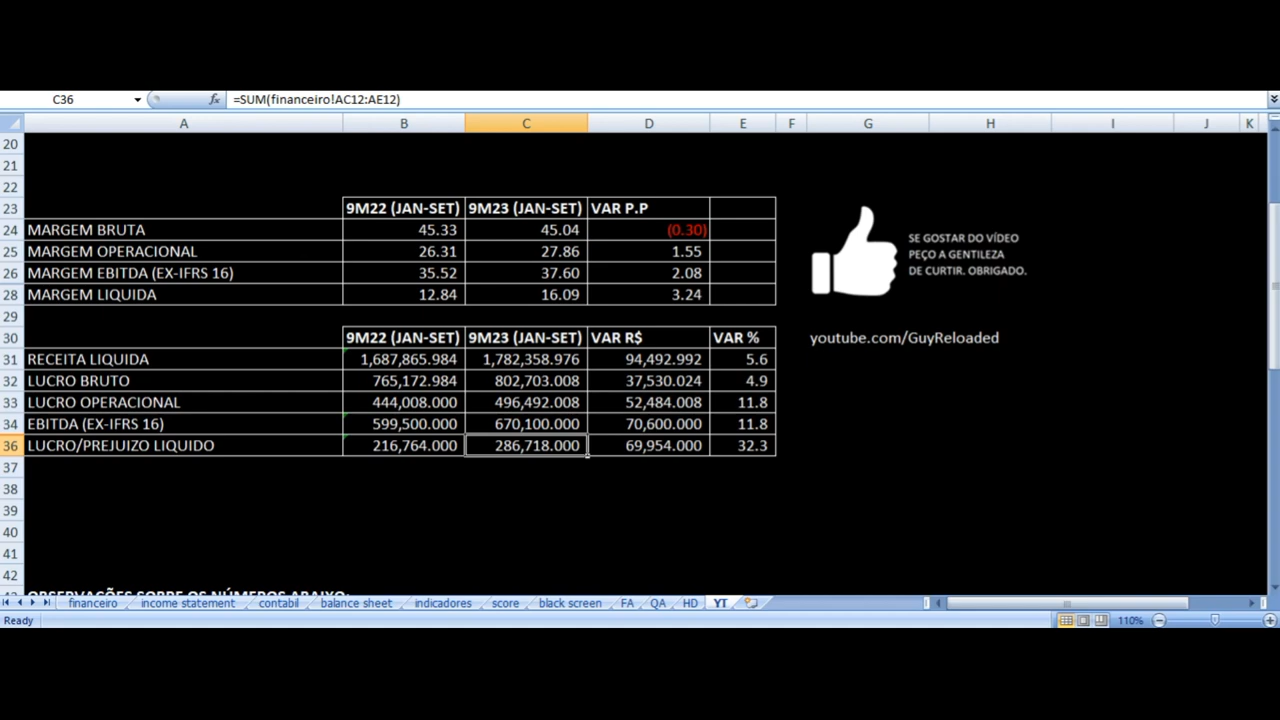 C36 fx =SUM(financeiro!AC12:AE12)
A B C D E F G H I J K
20
21
22
23 9M22 (JAN-SET) 9M23 (JAN-SET) VAR P.P
24 MARGEM BRUTA 45.33 45.04 (0.30)
25 MARGEM OPERACIONAL 26.31 27.86 1.55
26 MARGEM EBITDA (EX-IFRS 16) 35.52 37.60 2.08
28 MARGEM LIQUIDA 12.84 16.09 3.24
SE GOSTAR DO VÍDEO
PEÇO A GENTILEZA
DE CURTIR. OBRIGADO.
29
30 9M22 (JAN-SET) 9M23 (JAN-SET) VAR R$ VAR %
youtube.com/GuyReloaded
31 RECEITA LIQUIDA 1,687,865.984 1,782,358.976 94,492.992 5.6
32 LUCRO BRUTO 765,172.984 802,703.008 37,530.024 4.9
33 LUCRO OPERACIONAL 444,008.000 496,492.008 52,484.008 11.8
34 EBITDA (EX-IFRS 16) 599,500.000 670,100.000 70,600.000 11.8
36 LUCRO/PREJUIZO LIQUIDO 216,764.000 286,718.000 69,954.000 32.3
37
38
39
40
41
42
OBSERVAÇÕES SOBRE OS NÚMEROS ABAIXO:
financeiro income statement contabil balance sheet indicadores score black screen FA QA HD YT
Ready 110%